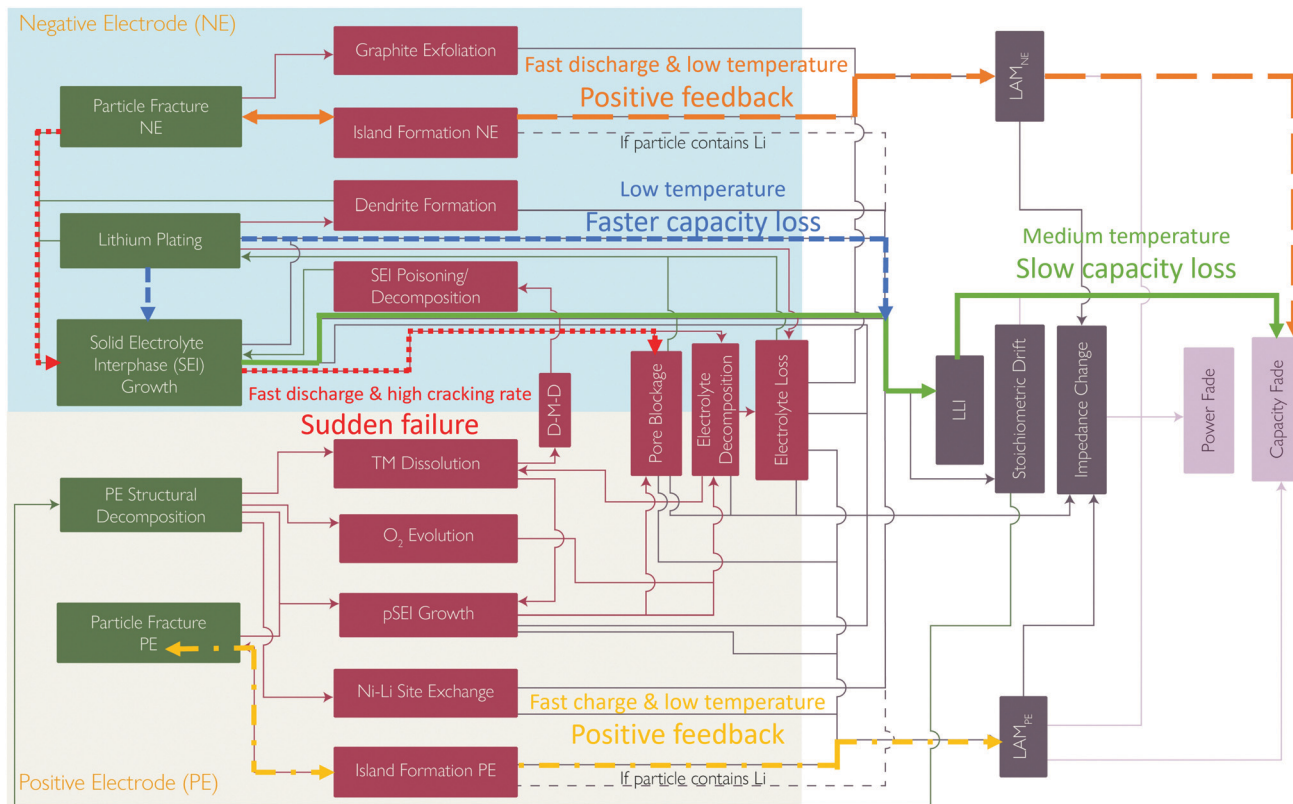 Negative Electrode (NE)
Graphite Exfoliation
Fast discharge & low temperature
Positive feedback
LAM_NE
Particle Fracture
NE
Island Formation NE
If particle contains Li
Dendrite Formation
Low temperature
Faster capacity loss
Lithium Plating
Medium temperature
Slow capacity loss
SEI Poisoning/
Decomposition
Solid Electrolyte
Interphase (SEI)
Growth
Fast discharge & high cracking rate
Sudden failure
D-M-D
Pore Blockage
Electrolyte
Decomposition
Electrolyte Loss
LLI
Stoichiometric Drift
Impedance Change
Power Fade
Capacity Fade
TM Dissolution
PE Structural
Decomposition
O₂ Evolution
pSEI Growth
Particle Fracture
PE
Ni-Li Site Exchange
Fast charge & low temperature
Positive feedback
LAM_PE
Island Formation PE
If particle contains Li
Positive Electrode (PE)